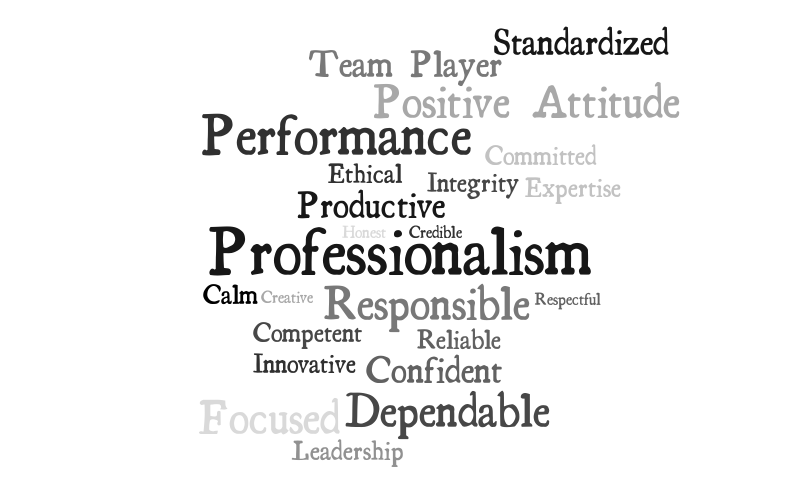 Standardized
Team Player
Positive Attitude
Performance
Committed
Ethical
Integrity
Expertise
Productive
Honest
Credible
Professionalism
Calm
Creative
Responsible
Respectful
Competent
Reliable
Innovative
Confident
Focused
Dependable
Leadership